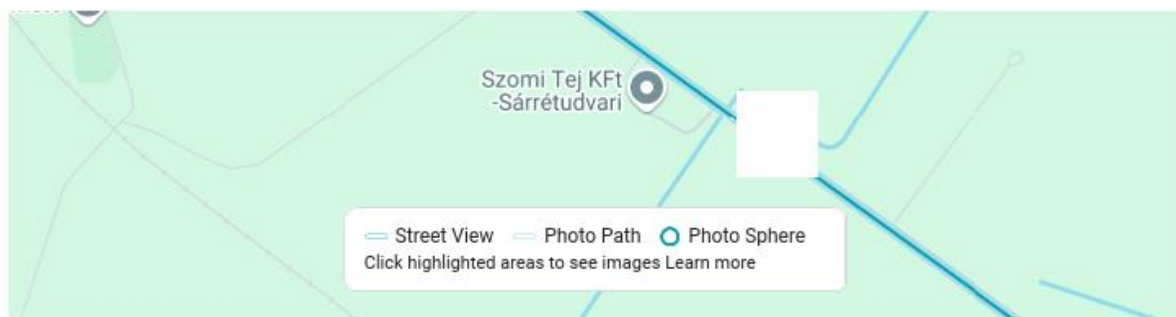 Szomi Tej KFt
-Sárrétudvari
Street View Photo Path Photo Sphere
Click highlighted areas to see images Learn more